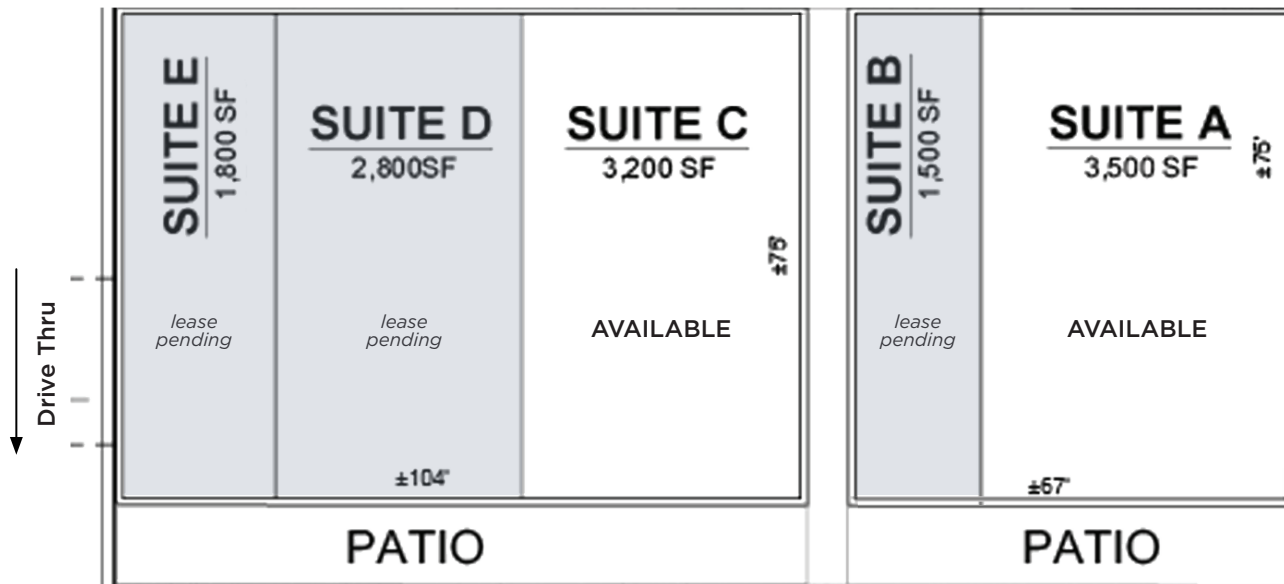 SUITE E
1,800 SF
lease
pending
SUITE D
2,800SF
lease
pending
SUITE C
3,200 SF
±75'
AVAILABLE
±104'
SUITE B
1,500 SF
lease
pending
SUITE A
3,500 SF
±75'
AVAILABLE
±67'
Drive Thru
PATIO
PATIO